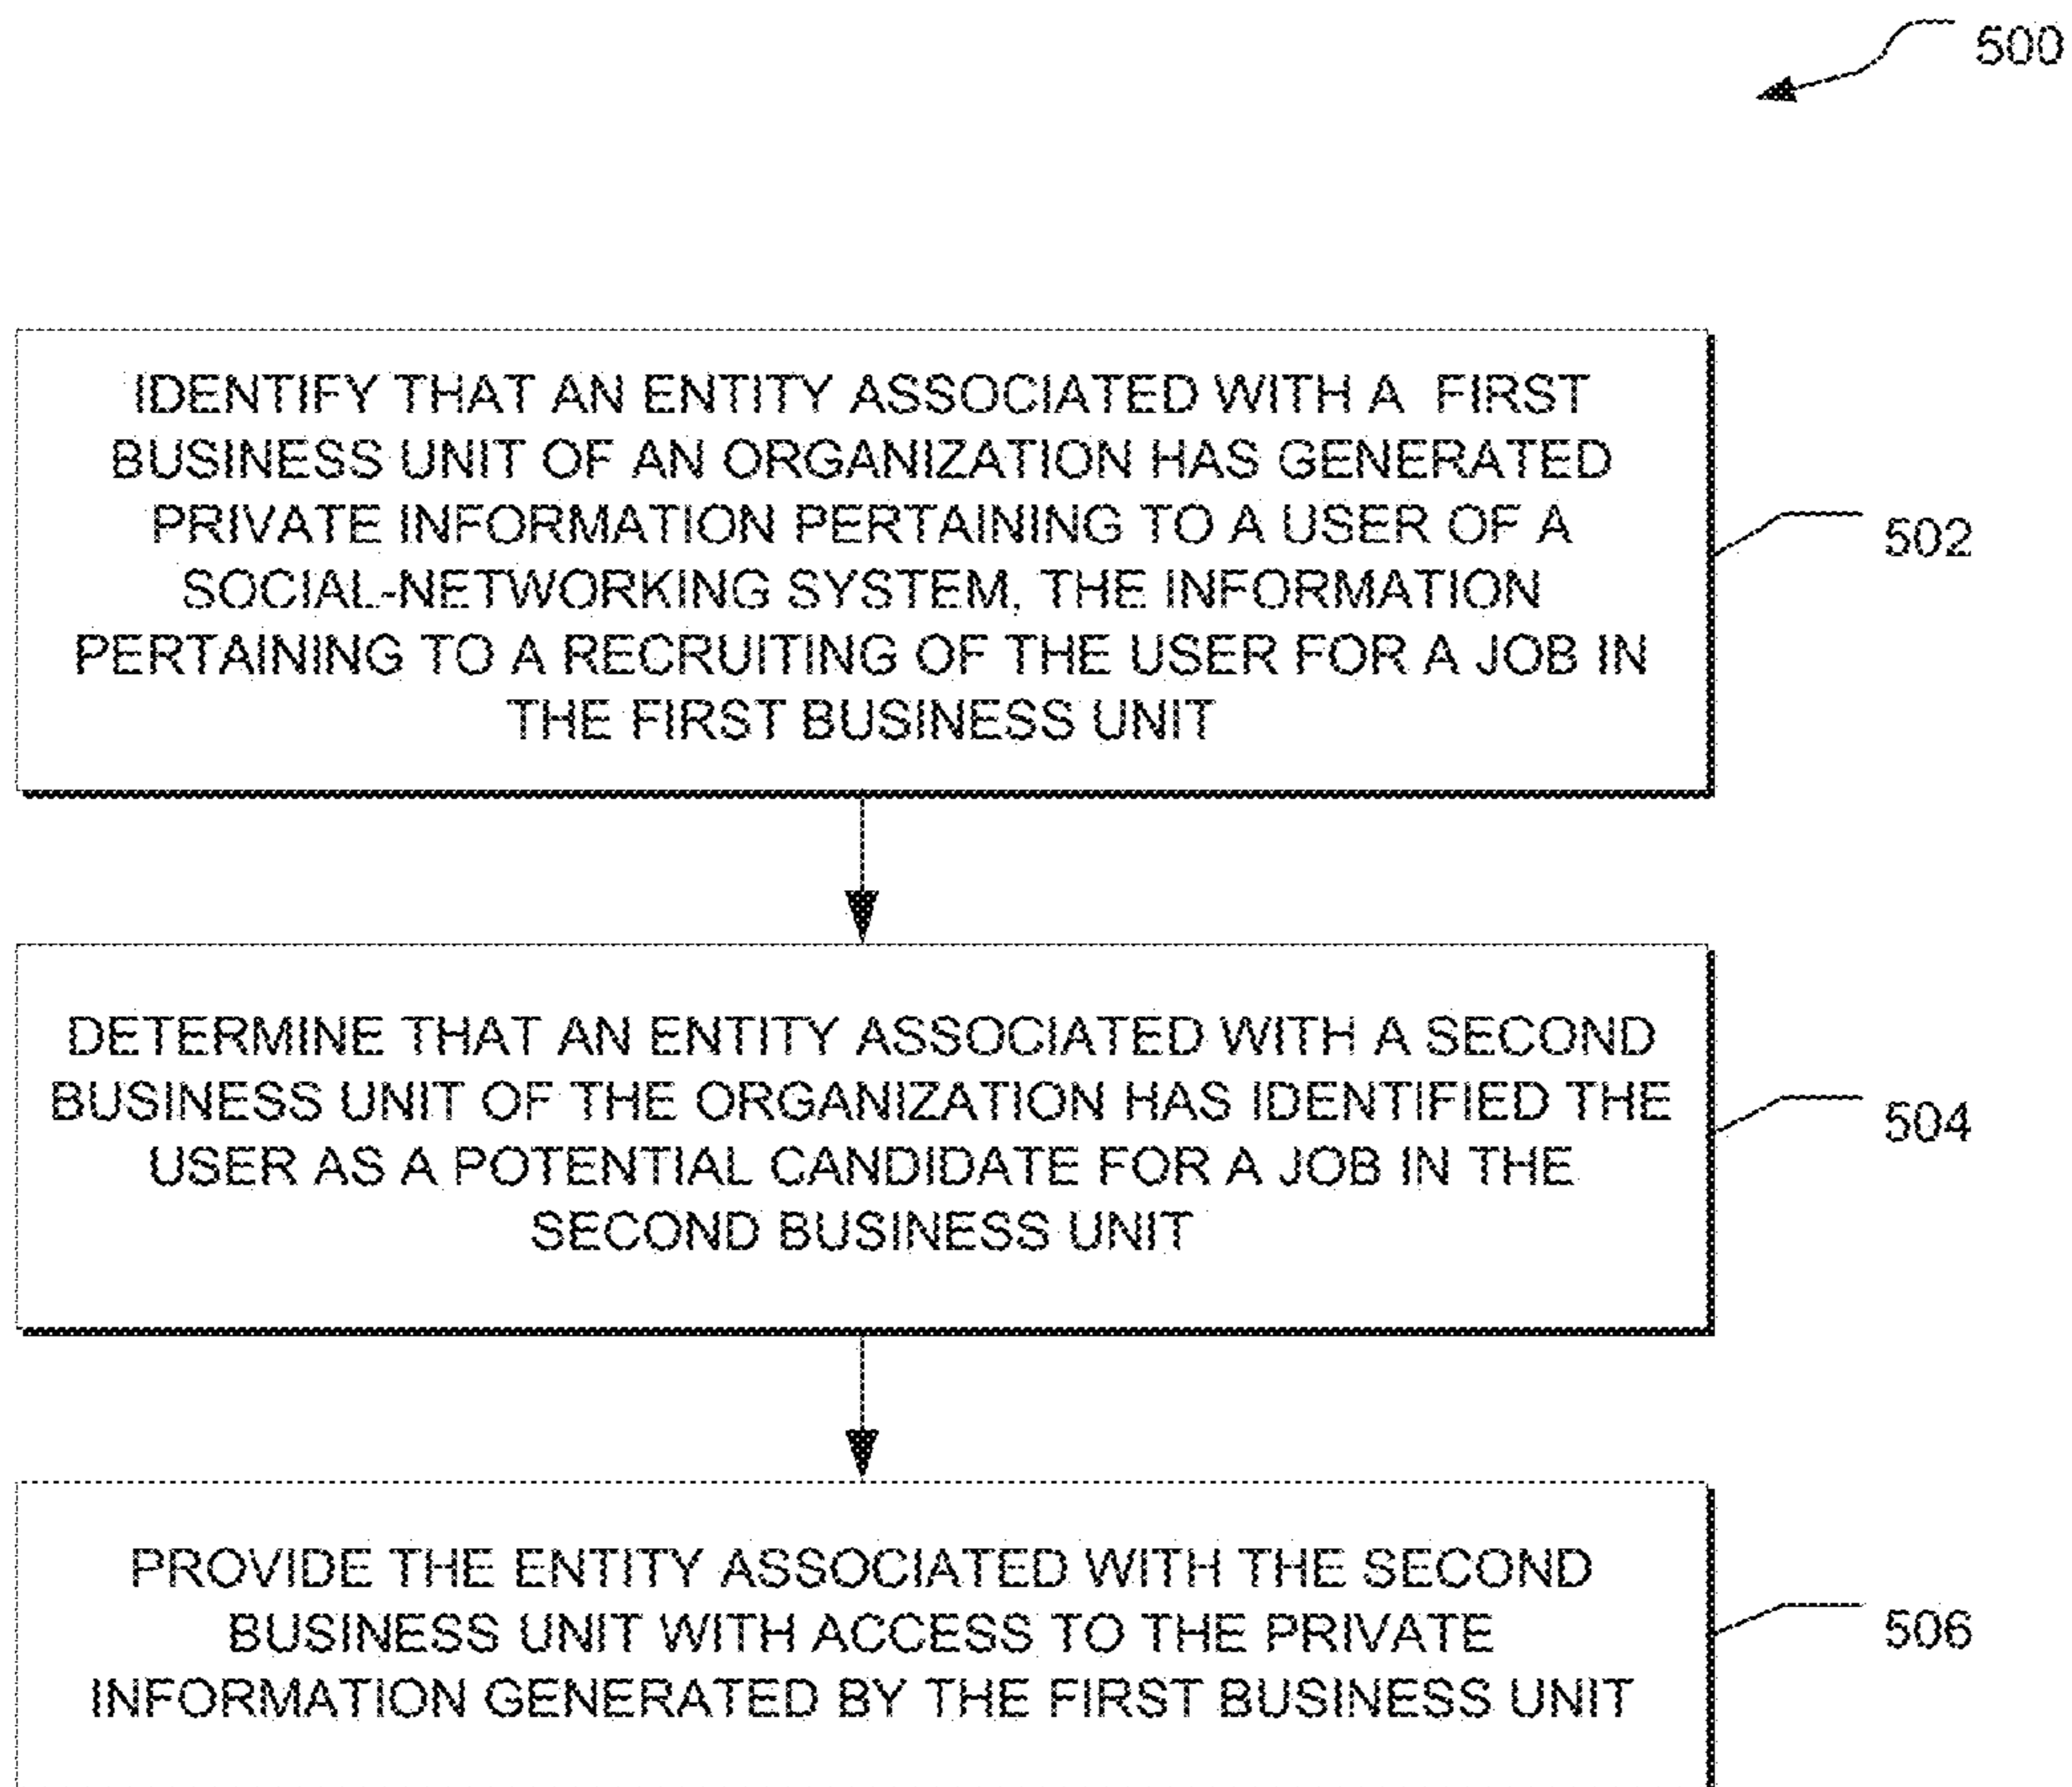 500
IDENTIFY THAT AN ENTITY ASSOCIATED WITH A FIRST
BUSINESS UNIT OF AN ORGANIZATION HAS GENERATED
PRIVATE INFORMATION PERTAINING TO A USER OF A
SOCIAL-NETWORKING SYSTEM, THE INFORMATION
PERTAINING TO A RECRUITING OF THE USER FOR A JOB IN
THE FIRST BUSINESS UNIT
502
DETERMINE THAT AN ENTITY ASSOCIATED WITH A SECOND
BUSINESS UNIT OF THE ORGANIZATION HAS IDENTIFIED THE
USER AS A POTENTIAL CANDIDATE FOR A JOB IN THE
SECOND BUSINESS UNIT
504
PROVIDE THE ENTITY ASSOCIATED WITH THE SECOND
BUSINESS UNIT WITH ACCESS TO THE PRIVATE
INFORMATION GENERATED BY THE FIRST BUSINESS UNIT
506